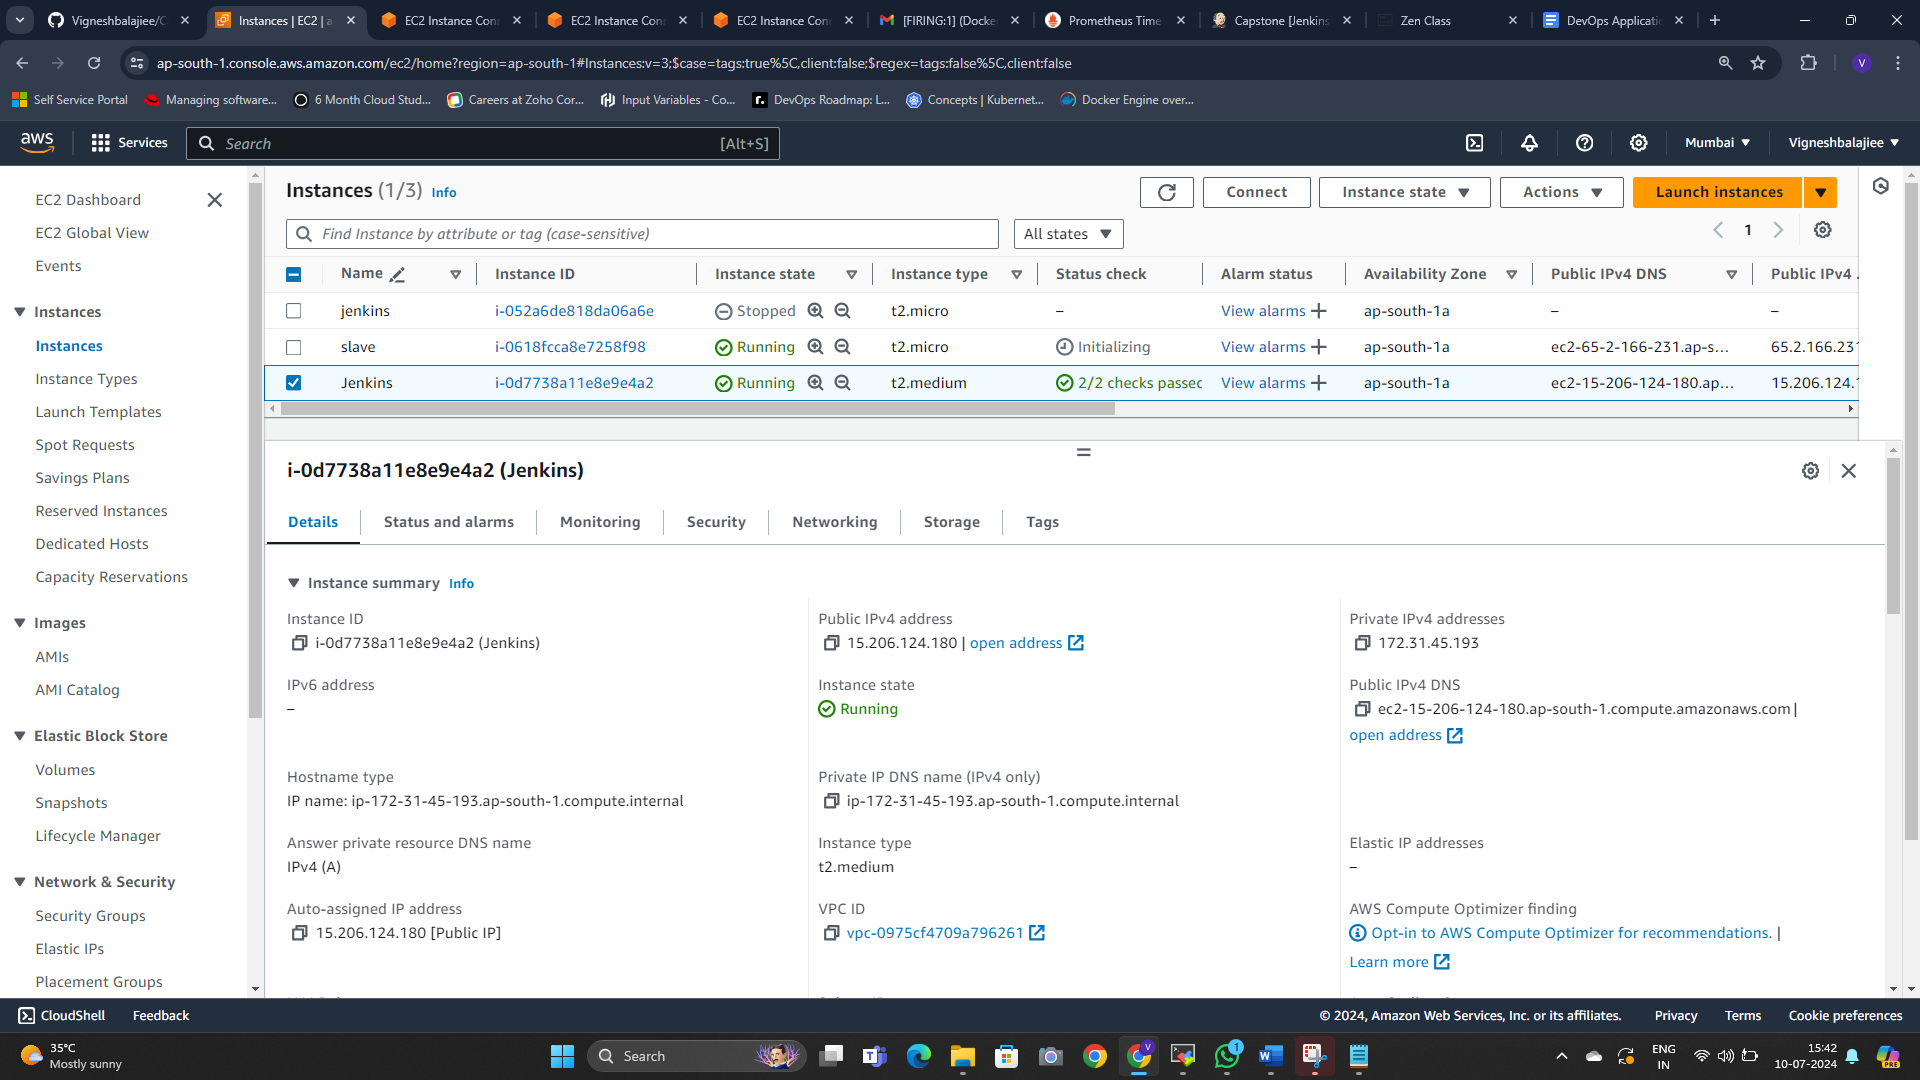 Vigneshbalajiee/C
Instances | EC2 | a
EC2 Instance Con
EC2 Instance Con
EC2 Instance Con
[FIRING:1] (Docke
Prometheus Time
Capstone [Jenkins
Zen Class
DevOps Applicati
ap-south-1.console.aws.amazon.com/ec2/home?region=ap-south-1#Instances:v=3;$case=tags:true%5C,client:false;$regex=tags:false%5C,client:false
V
Self Service Portal
Managing software...
6 Month Cloud Stud...
Careers at Zoho Cor...
Input Variables - Co...
DevOps Roadmap: L...
Concepts | Kubernet...
Docker Engine over...
aws
Services
Search
[Alt+S]
Mumbai
Vigneshbalajiee
EC2 Dashboard
EC2 Global View
Events
Instances
Instances
Instance Types
Launch Templates
Spot Requests
Savings Plans
Reserved Instances
Dedicated Hosts
Capacity Reservations
Images
AMIs
AMI Catalog
Elastic Block Store
Volumes
Snapshots
Lifecycle Manager
Network & Security
Security Groups
Elastic IPs
Placement Groups
Instances (1/3) Info
Connect
Instance state
Actions
Launch instances
Find Instance by attribute or tag (case-sensitive)
All states
1
Name Instance ID Instance state Instance type Status check Alarm status Availability Zone Public IPv4 DNS Public IPv4
jenkins i-052a6de818da06a6e Stopped t2.micro – View alarms ap-south-1a – –
slave i-0618fcca8e7258f98 Running t2.micro Initializing View alarms ap-south-1a ec2-65-2-166-231.ap-s... 65.2.166.231
Jenkins i-0d7738a11e8e9e4a2 Running t2.medium 2/2 checks passed View alarms ap-south-1a ec2-15-206-124-180.ap... 15.206.124.1
i-0d7738a11e8e9e4a2 (Jenkins)
Details
Status and alarms
Monitoring
Security
Networking
Storage
Tags
Instance summary Info
Instance ID
i-0d7738a11e8e9e4a2 (Jenkins)
Public IPv4 address
15.206.124.180 | open address
Private IPv4 addresses
172.31.45.193
IPv6 address
–
Instance state
Running
Public IPv4 DNS
ec2-15-206-124-180.ap-south-1.compute.amazonaws.com |
open address
Hostname type
IP name: ip-172-31-45-193.ap-south-1.compute.internal
Private IP DNS name (IPv4 only)
ip-172-31-45-193.ap-south-1.compute.internal
Answer private resource DNS name
IPv4 (A)
Instance type
t2.medium
Elastic IP addresses
–
Auto-assigned IP address
15.206.124.180 [Public IP]
VPC ID
vpc-0975cf4709a796261
AWS Compute Optimizer finding
Opt-in to AWS Compute Optimizer for recommendations. |
Learn more
CloudShell
Feedback
© 2024, Amazon Web Services, Inc. or its affiliates.
Privacy
Terms
Cookie preferences
35°C
Mostly sunny
Search
V
1
ENG
IN
15:42
10-07-2024
PRE